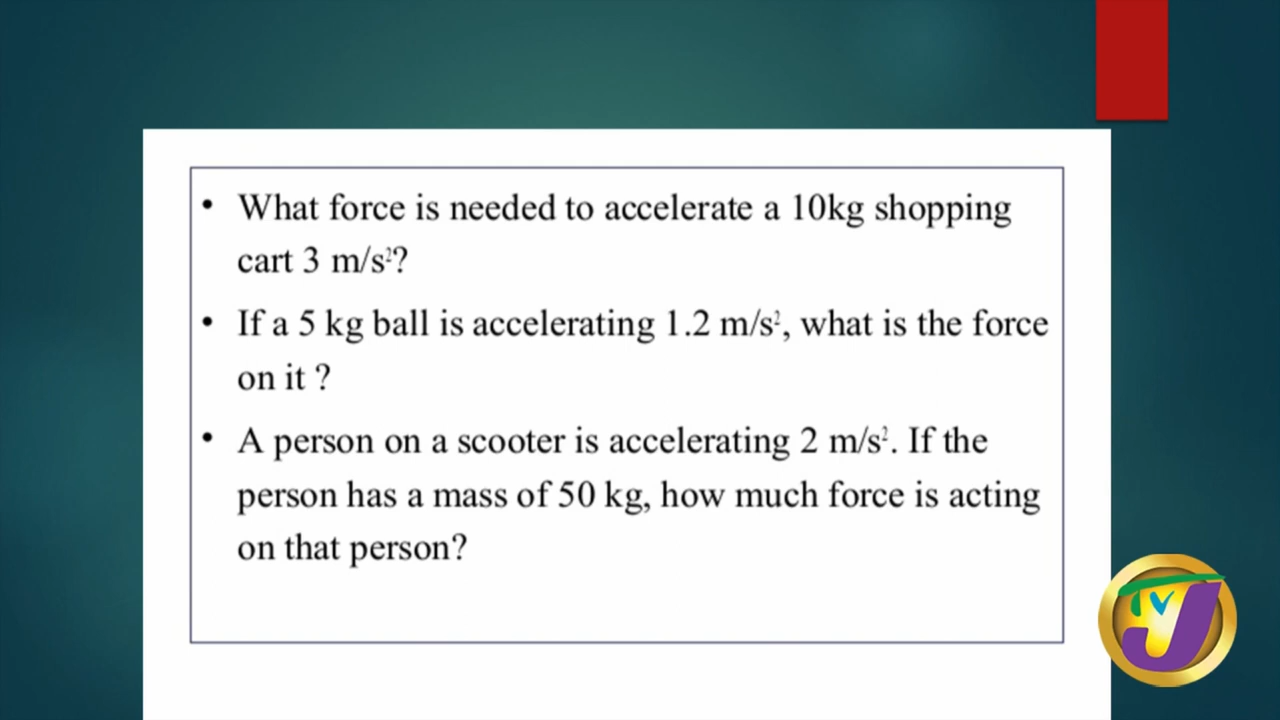 • What force is needed to accelerate a 10kg shopping
cart 3 m/s²?
• If a 5 kg ball is accelerating 1.2 m/s², what is the force
on it ?
• A person on a scooter is accelerating 2 m/s². If the
person has a mass of 50 kg, how much force is acting
on that person?
TVJ